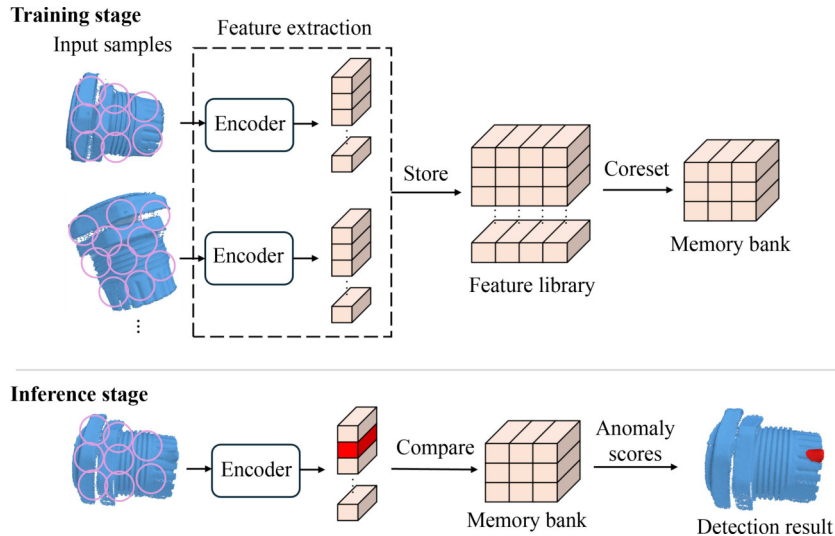 Training stage
Input samples
Feature extraction
Encoder
Store
Coreset
Encoder
Memory bank
Feature library
Inference stage
Encoder
Compare
Anomaly
scores
Memory bank
Detection result